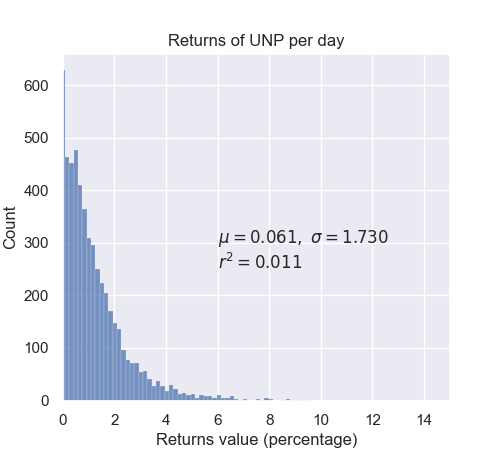 Returns of UNP per day
600
500
400
300
200
100
0
Count
μ = 0.061, σ = 1.730
r² = 0.011
0 2 4 6 8 10 12 14
Returns value (percentage)